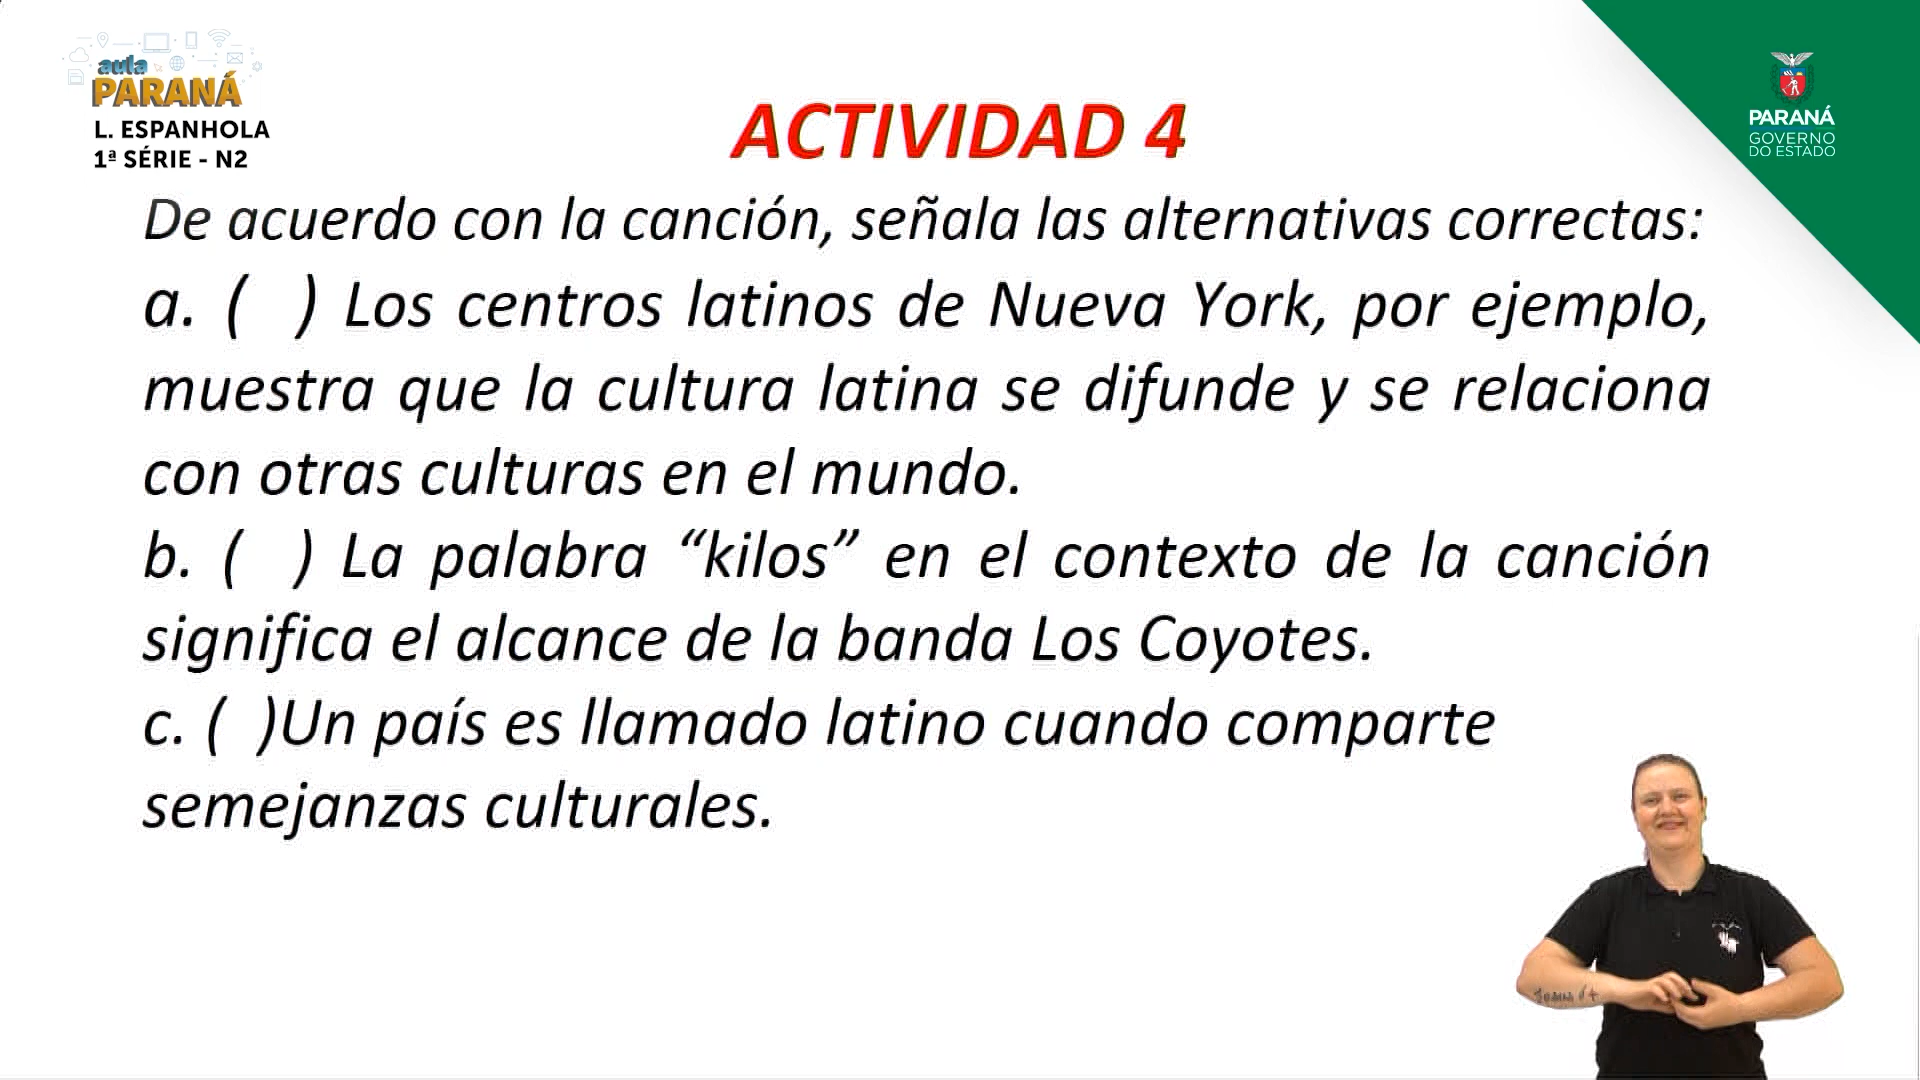 aula
PARANÁ
L. ESPANHOLA
1ª SÉRIE - N2
PARANÁ
GOVERNO
DO ESTADO
ACTIVIDAD 4
De acuerdo con la canción, señala las alternativas correctas:
a. (  ) Los centros latinos de Nueva York, por ejemplo,
muestra que la cultura latina se difunde y se relaciona
con otras culturas en el mundo.
b. (  ) La palabra “kilos” en el contexto de la canción
significa el alcance de la banda Los Coyotes.
c. (  )Un país es llamado latino cuando comparte
semejanzas culturales.